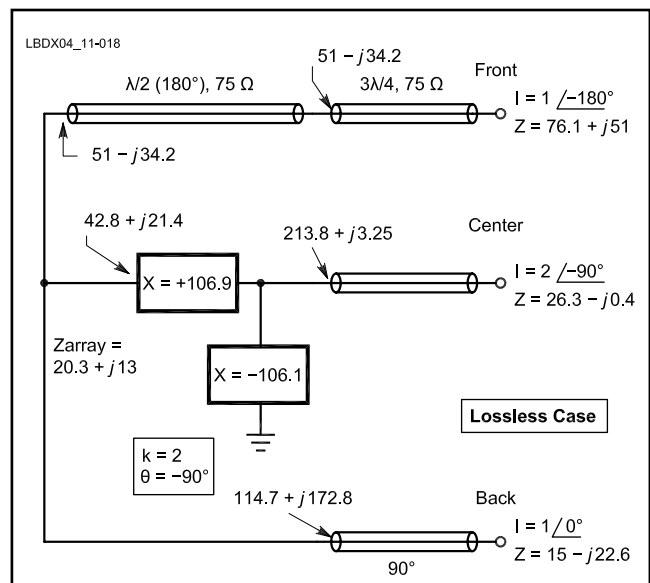 LBDX04_11-018
λ/2 (180°), 75 Ω
51 – j34.2
3λ/4, 75 Ω
Front
I = 1 /–180°
Z = 76.1 + j51
51 – j34.2
42.8 + j21.4
213.8 + j3.25
Center
X = +106.9
I = 2 /–90°
Z = 26.3 – j0.4
Zarray =
20.3 + j13
X = –106.1
Lossless Case
k = 2
θ = –90°
114.7 + j172.8
Back
I = 1 /0°
Z = 15 – j22.6
90°